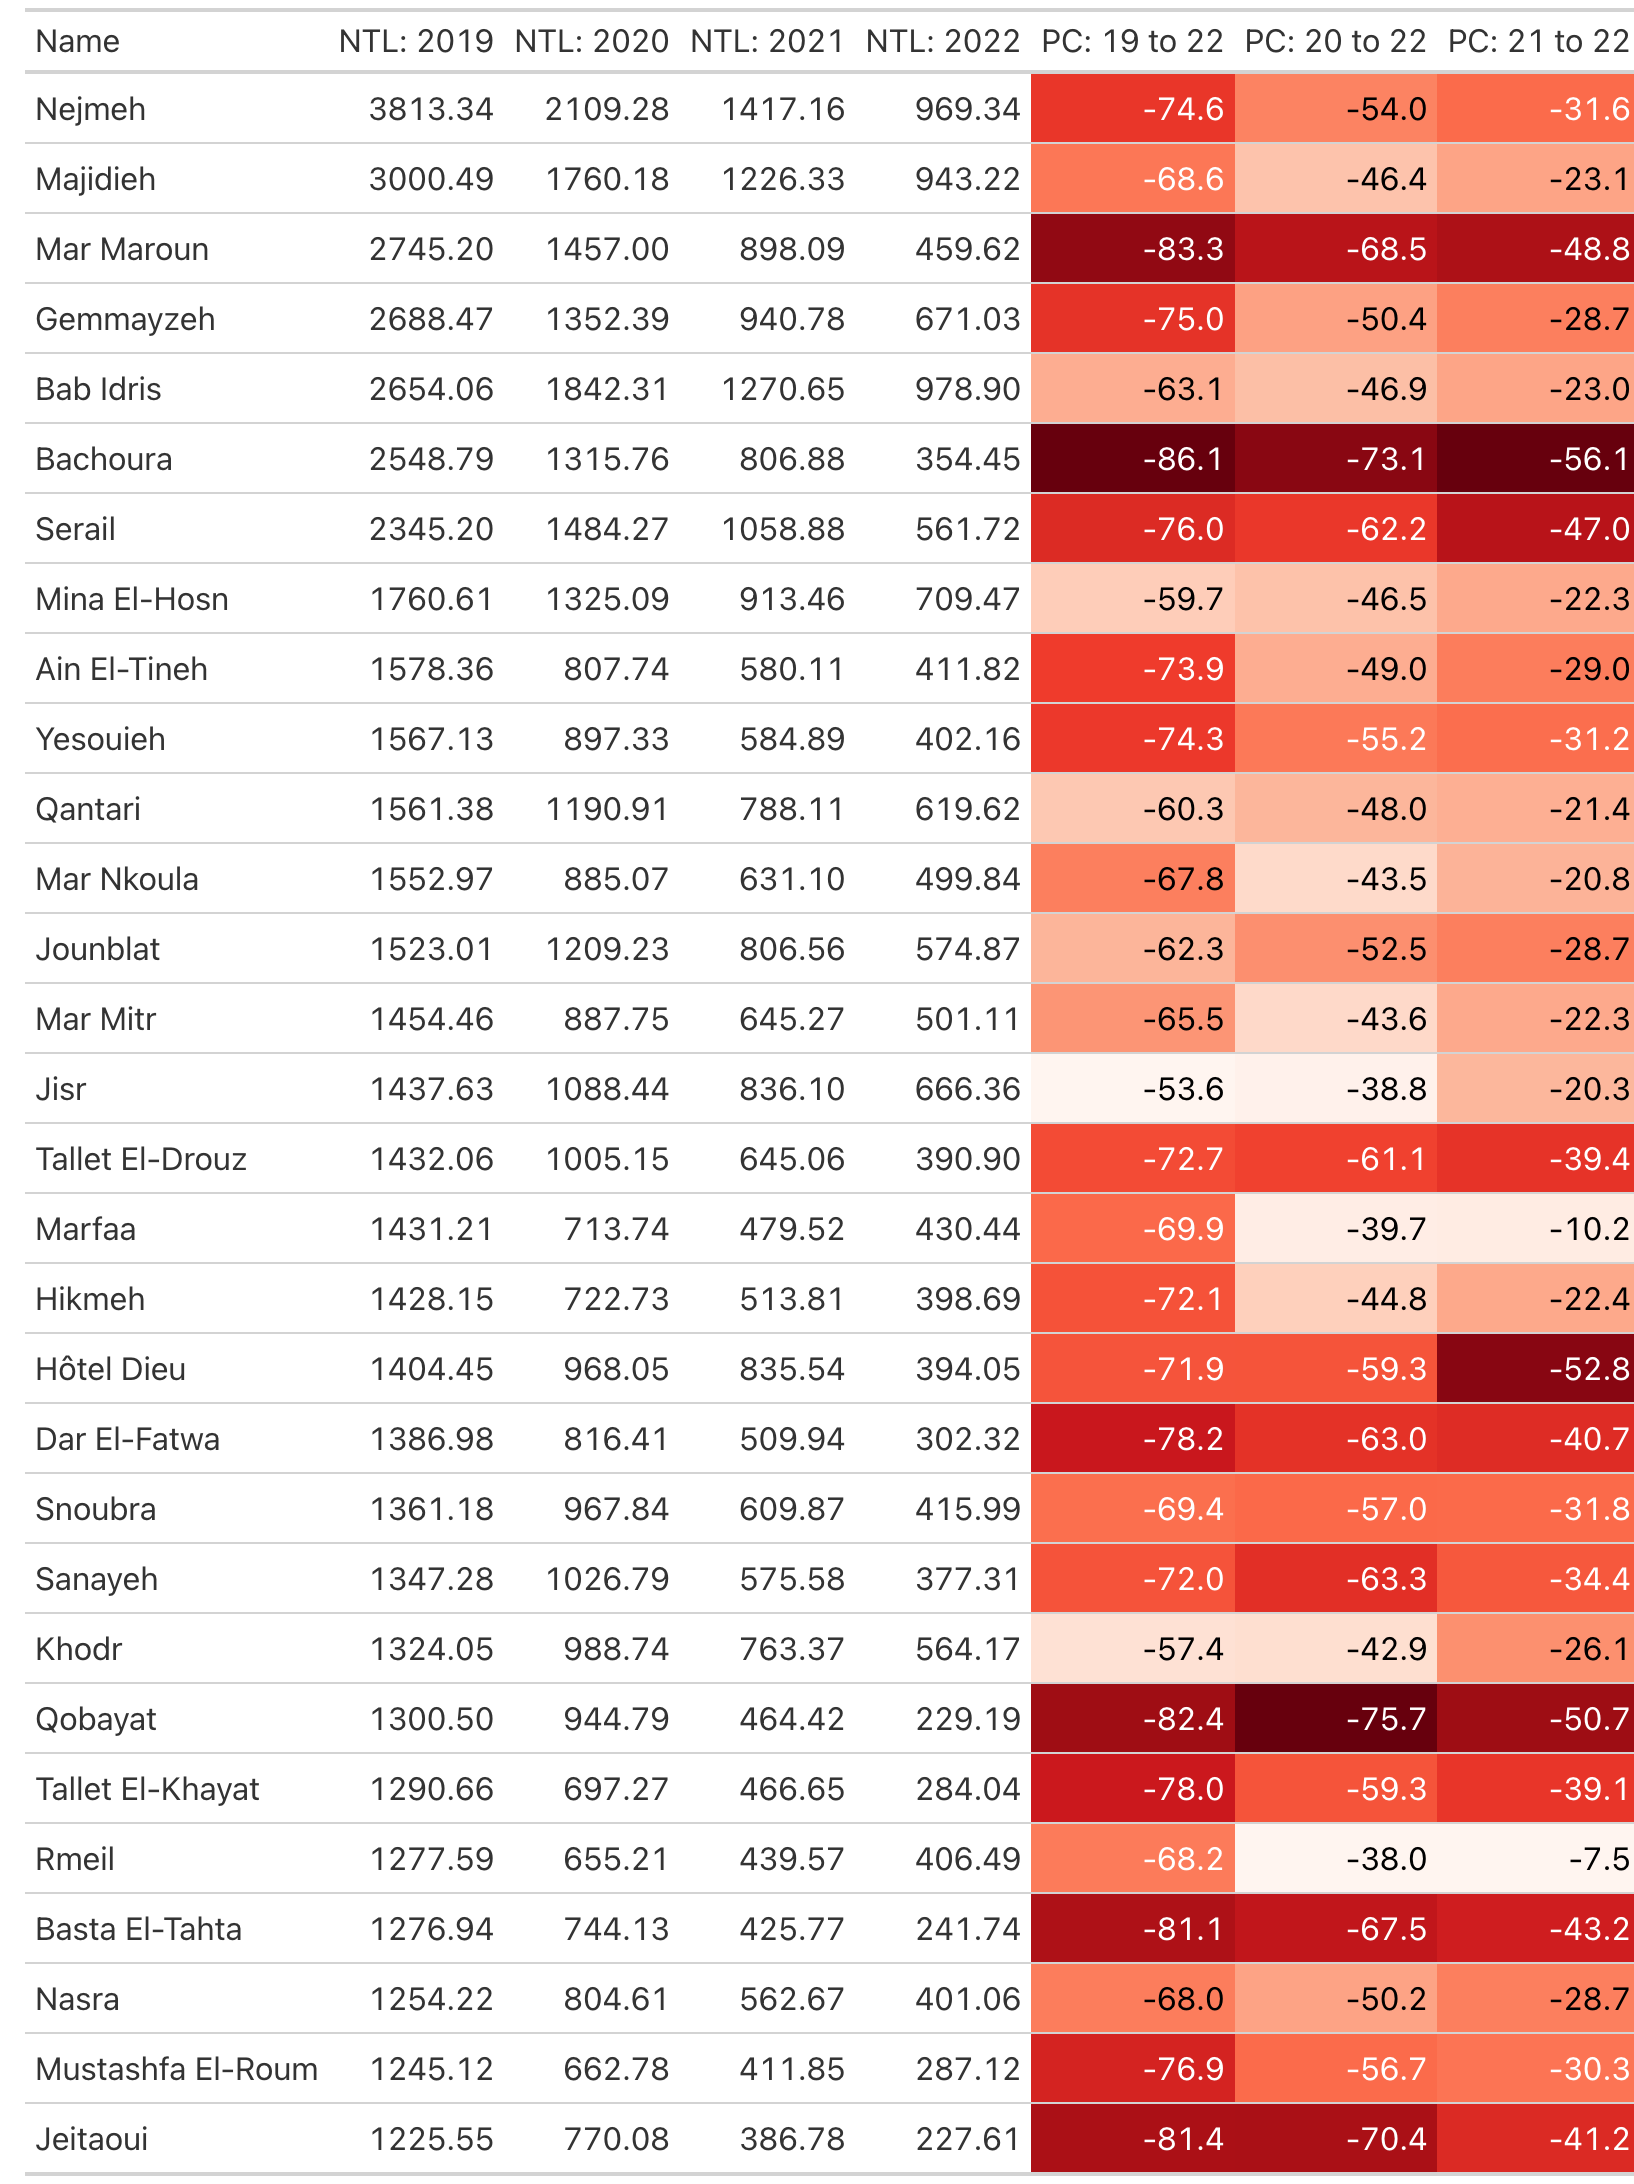 Name NTL: 2019 NTL: 2020 NTL: 2021 NTL: 2022 PC: 19 to 22 PC: 20 to 22 PC: 21 to 22
Nejmeh 3813.34 2109.28 1417.16 969.34 -74.6 -54.0 -31.6
Majidieh 3000.49 1760.18 1226.33 943.22 -68.6 -46.4 -23.1
Mar Maroun 2745.20 1457.00 898.09 459.62 -83.3 -68.5 -48.8
Gemmayzeh 2688.47 1352.39 940.78 671.03 -75.0 -50.4 -28.7
Bab Idris 2654.06 1842.31 1270.65 978.90 -63.1 -46.9 -23.0
Bachoura 2548.79 1315.76 806.88 354.45 -86.1 -73.1 -56.1
Serail 2345.20 1484.27 1058.88 561.72 -76.0 -62.2 -47.0
Mina El-Hosn 1760.61 1325.09 913.46 709.47 -59.7 -46.5 -22.3
Ain El-Tineh 1578.36 807.74 580.11 411.82 -73.9 -49.0 -29.0
Yesouieh 1567.13 897.33 584.89 402.16 -74.3 -55.2 -31.2
Qantari 1561.38 1190.91 788.11 619.62 -60.3 -48.0 -21.4
Mar Nkoula 1552.97 885.07 631.10 499.84 -67.8 -43.5 -20.8
Jounblat 1523.01 1209.23 806.56 574.87 -62.3 -52.5 -28.7
Mar Mitr 1454.46 887.75 645.27 501.11 -65.5 -43.6 -22.3
Jisr 1437.63 1088.44 836.10 666.36 -53.6 -38.8 -20.3
Tallet El-Drouz 1432.06 1005.15 645.06 390.90 -72.7 -61.1 -39.4
Marfaa 1431.21 713.74 479.52 430.44 -69.9 -39.7 -10.2
Hikmeh 1428.15 722.73 513.81 398.69 -72.1 -44.8 -22.4
Hôtel Dieu 1404.45 968.05 835.54 394.05 -71.9 -59.3 -52.8
Dar El-Fatwa 1386.98 816.41 509.94 302.32 -78.2 -63.0 -40.7
Snoubra 1361.18 967.84 609.87 415.99 -69.4 -57.0 -31.8
Sanayeh 1347.28 1026.79 575.58 377.31 -72.0 -63.3 -34.4
Khodr 1324.05 988.74 763.37 564.17 -57.4 -42.9 -26.1
Qobayat 1300.50 944.79 464.42 229.19 -82.4 -75.7 -50.7
Tallet El-Khayat 1290.66 697.27 466.65 284.04 -78.0 -59.3 -39.1
Rmeil 1277.59 655.21 439.57 406.49 -68.2 -38.0 -7.5
Basta El-Tahta 1276.94 744.13 425.77 241.74 -81.1 -67.5 -43.2
Nasra 1254.22 804.61 562.67 401.06 -68.0 -50.2 -28.7
Mustashfa El-Roum 1245.12 662.78 411.85 287.12 -76.9 -56.7 -30.3
Jeitaoui 1225.55 770.08 386.78 227.61 -81.4 -70.4 -41.2